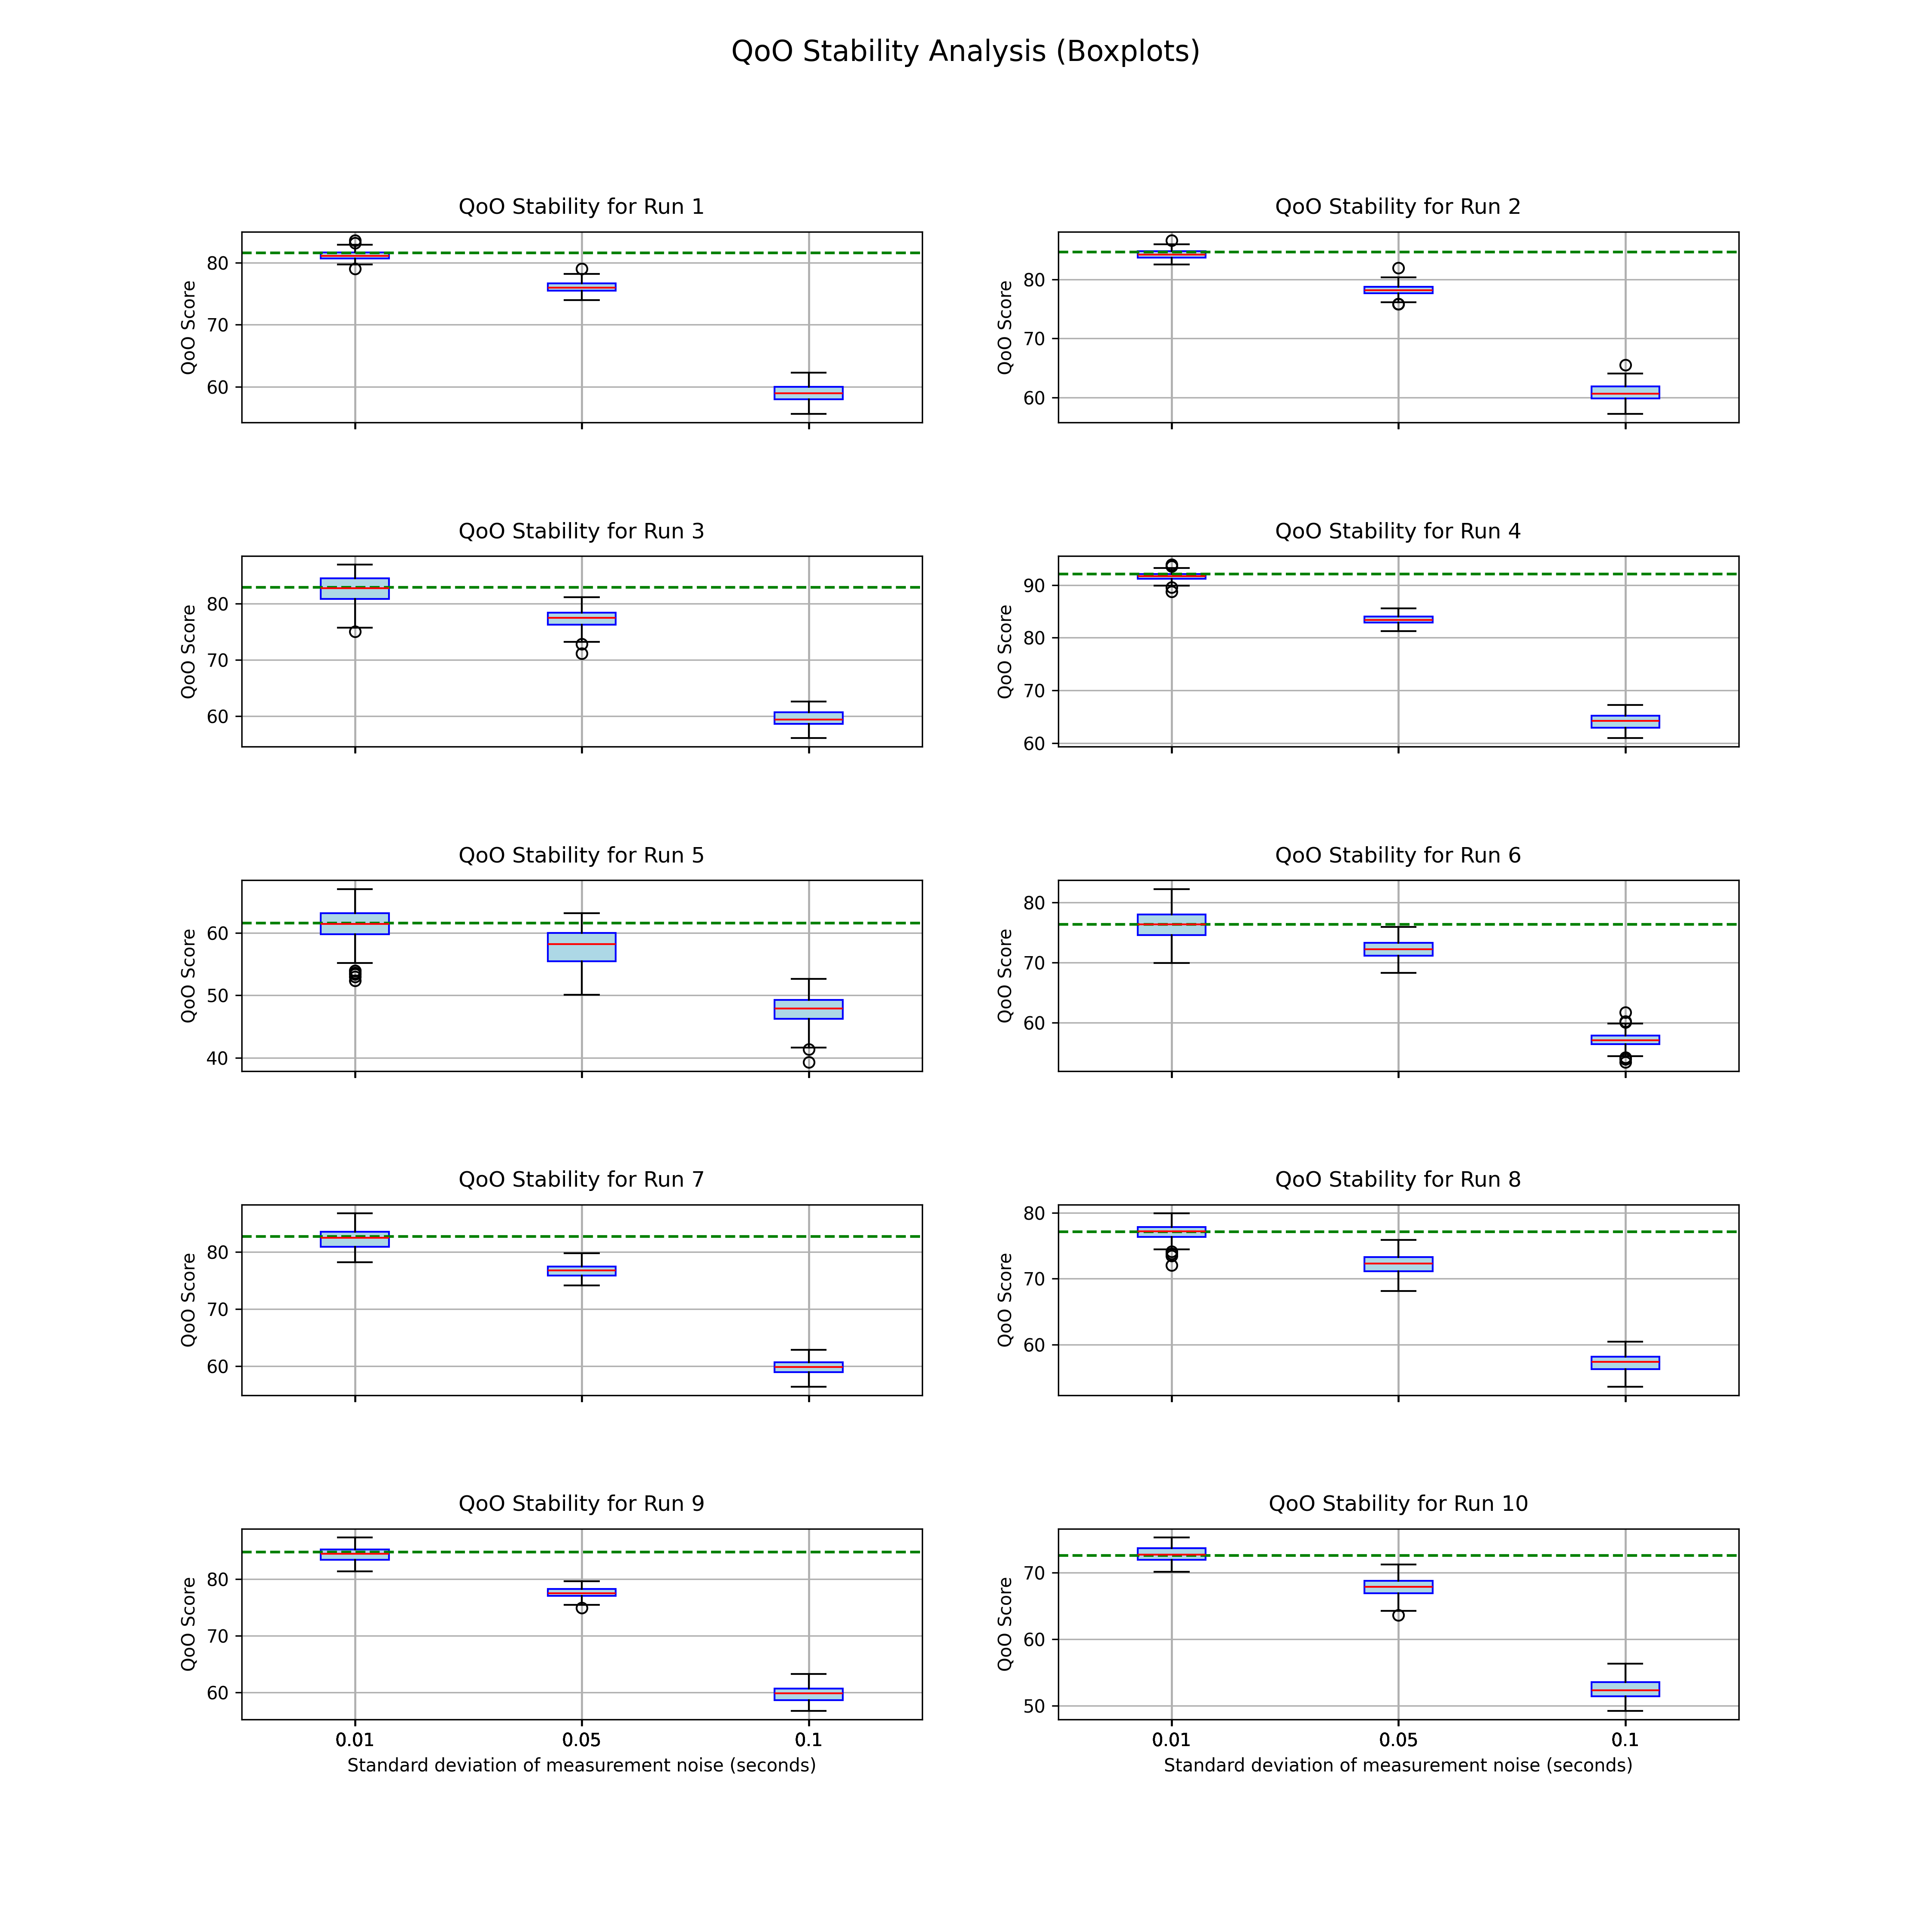 QoO Stability Analysis (Boxplots)
QoO Stability for Run 1
QoO Score
80
70
60
QoO Stability for Run 2
QoO Score
80
70
60
QoO Stability for Run 3
QoO Score
80
70
60
QoO Stability for Run 4
QoO Score
90
80
70
60
QoO Stability for Run 5
QoO Score
60
50
40
QoO Stability for Run 6
QoO Score
80
70
60
QoO Stability for Run 7
QoO Score
80
70
60
QoO Stability for Run 8
QoO Score
80
70
60
QoO Stability for Run 9
QoO Score
80
70
60
0.01 0.05 0.1
Standard deviation of measurement noise (seconds)
QoO Stability for Run 10
QoO Score
70
60
50
0.01 0.05 0.1
Standard deviation of measurement noise (seconds)